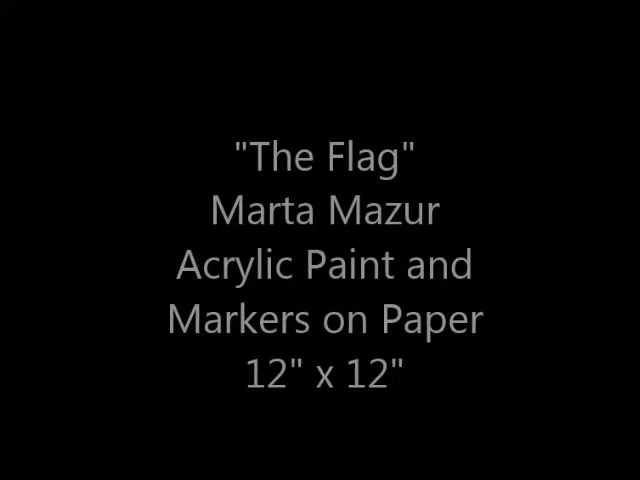 "The Flag"
Marta Mazur
Acrylic Paint and
Markers on Paper
12" x 12"